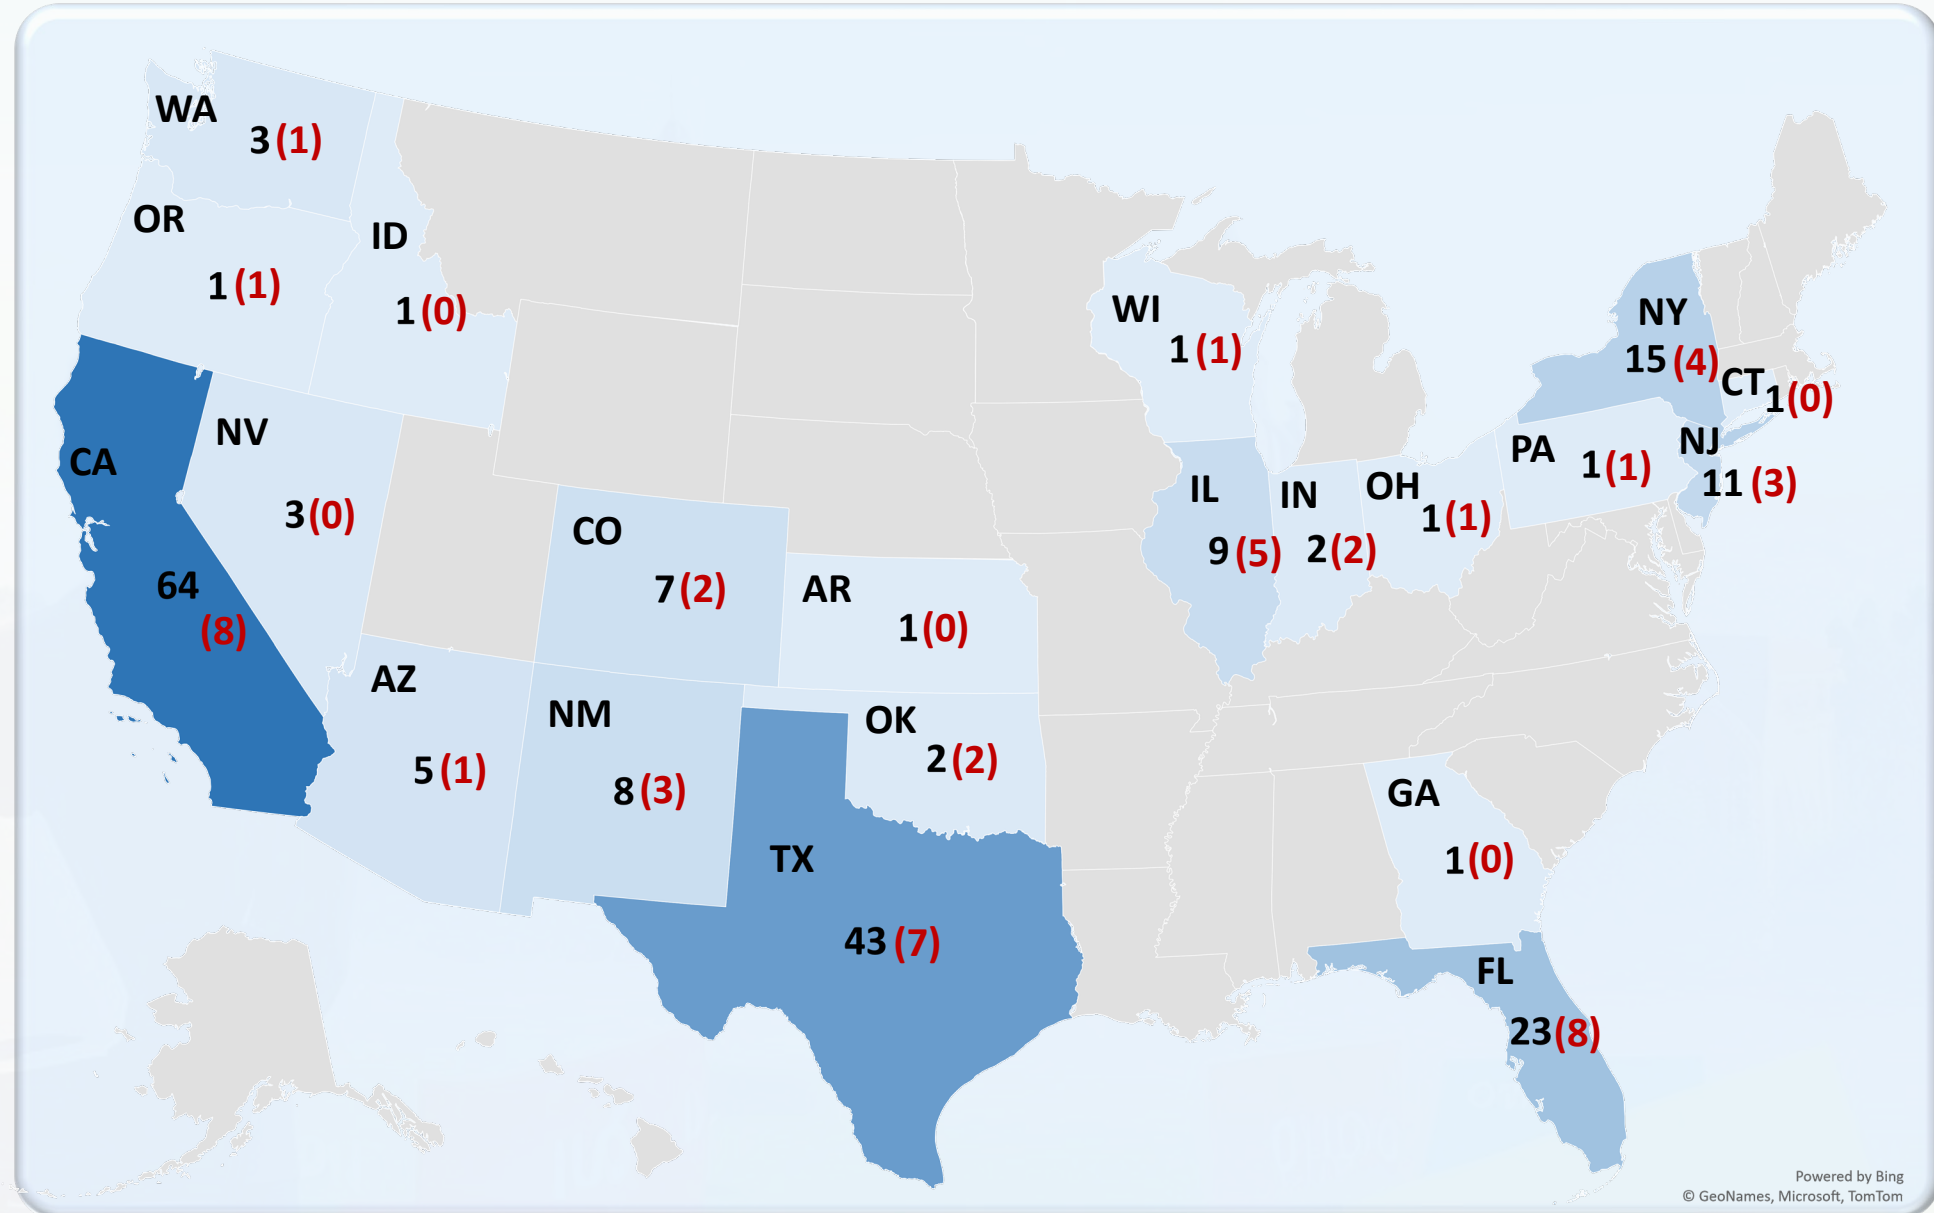 WA
3 (1)
OR
1 (1)
ID
1 (0)
WI
1 (1)
NY
15 (4)
CT 1 (0)
NV
3 (0)
CA
64
(8)
PA 1 (1)
NJ
11 (3)
IL
9 (5)
IN
2 (2)
OH
1 (1)
CO
7 (2)
AR
1 (0)
AZ
5 (1)
NM
8 (3)
OK
2 (2)
TX
43 (7)
GA
1 (0)
FL
23 (8)
Powered by Bing
© GeoNames, Microsoft, TomTom